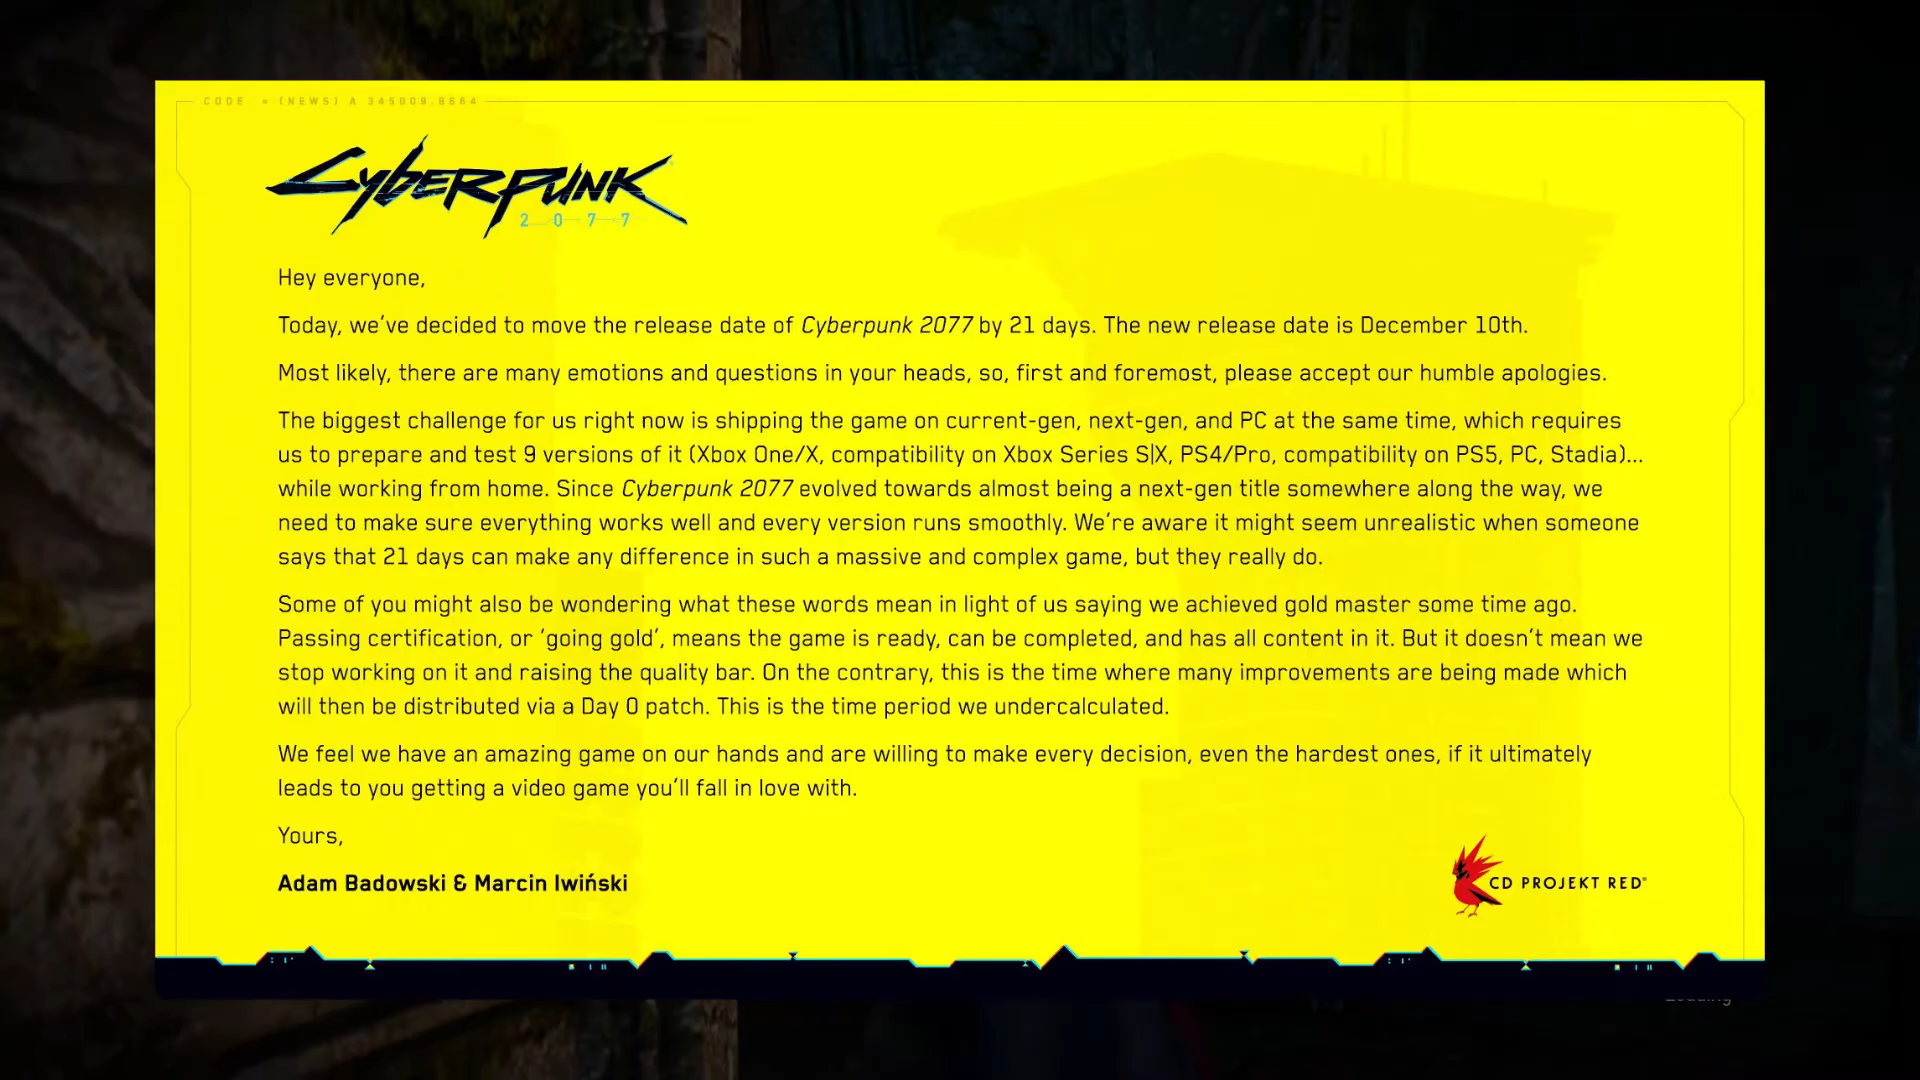 CODE = (NEWS) A 345009.8664
Cyberpunk
2077
Hey everyone,
Today, we've decided to move the release date of Cyberpunk 2077 by 21 days. The new release date is December 10th.
Most likely, there are many emotions and questions in your heads, so, first and foremost, please accept our humble apologies.
The biggest challenge for us right now is shipping the game on current-gen, next-gen, and PC at the same time, which requires
us to prepare and test 9 versions of it (Xbox One/X, compatibility on Xbox Series S|X, PS4/Pro, compatibility on PS5, PC, Stadia)...
while working from home. Since Cyberpunk 2077 evolved towards almost being a next-gen title somewhere along the way, we
need to make sure everything works well and every version runs smoothly. We're aware it might seem unrealistic when someone
says that 21 days can make any difference in such a massive and complex game, but they really do.
Some of you might also be wondering what these words mean in light of us saying we achieved gold master some time ago.
Passing certification, or 'going gold', means the game is ready, can be completed, and has all content in it. But it doesn't mean we
stop working on it and raising the quality bar. On the contrary, this is the time where many improvements are being made which
will then be distributed via a Day 0 patch. This is the time period we undercalculated.
We feel we have an amazing game on our hands and are willing to make every decision, even the hardest ones, if it ultimately
leads to you getting a video game you'll fall in love with.
Yours,
Adam Badowski & Marcin Iwiński
CD PROJEKT RED®